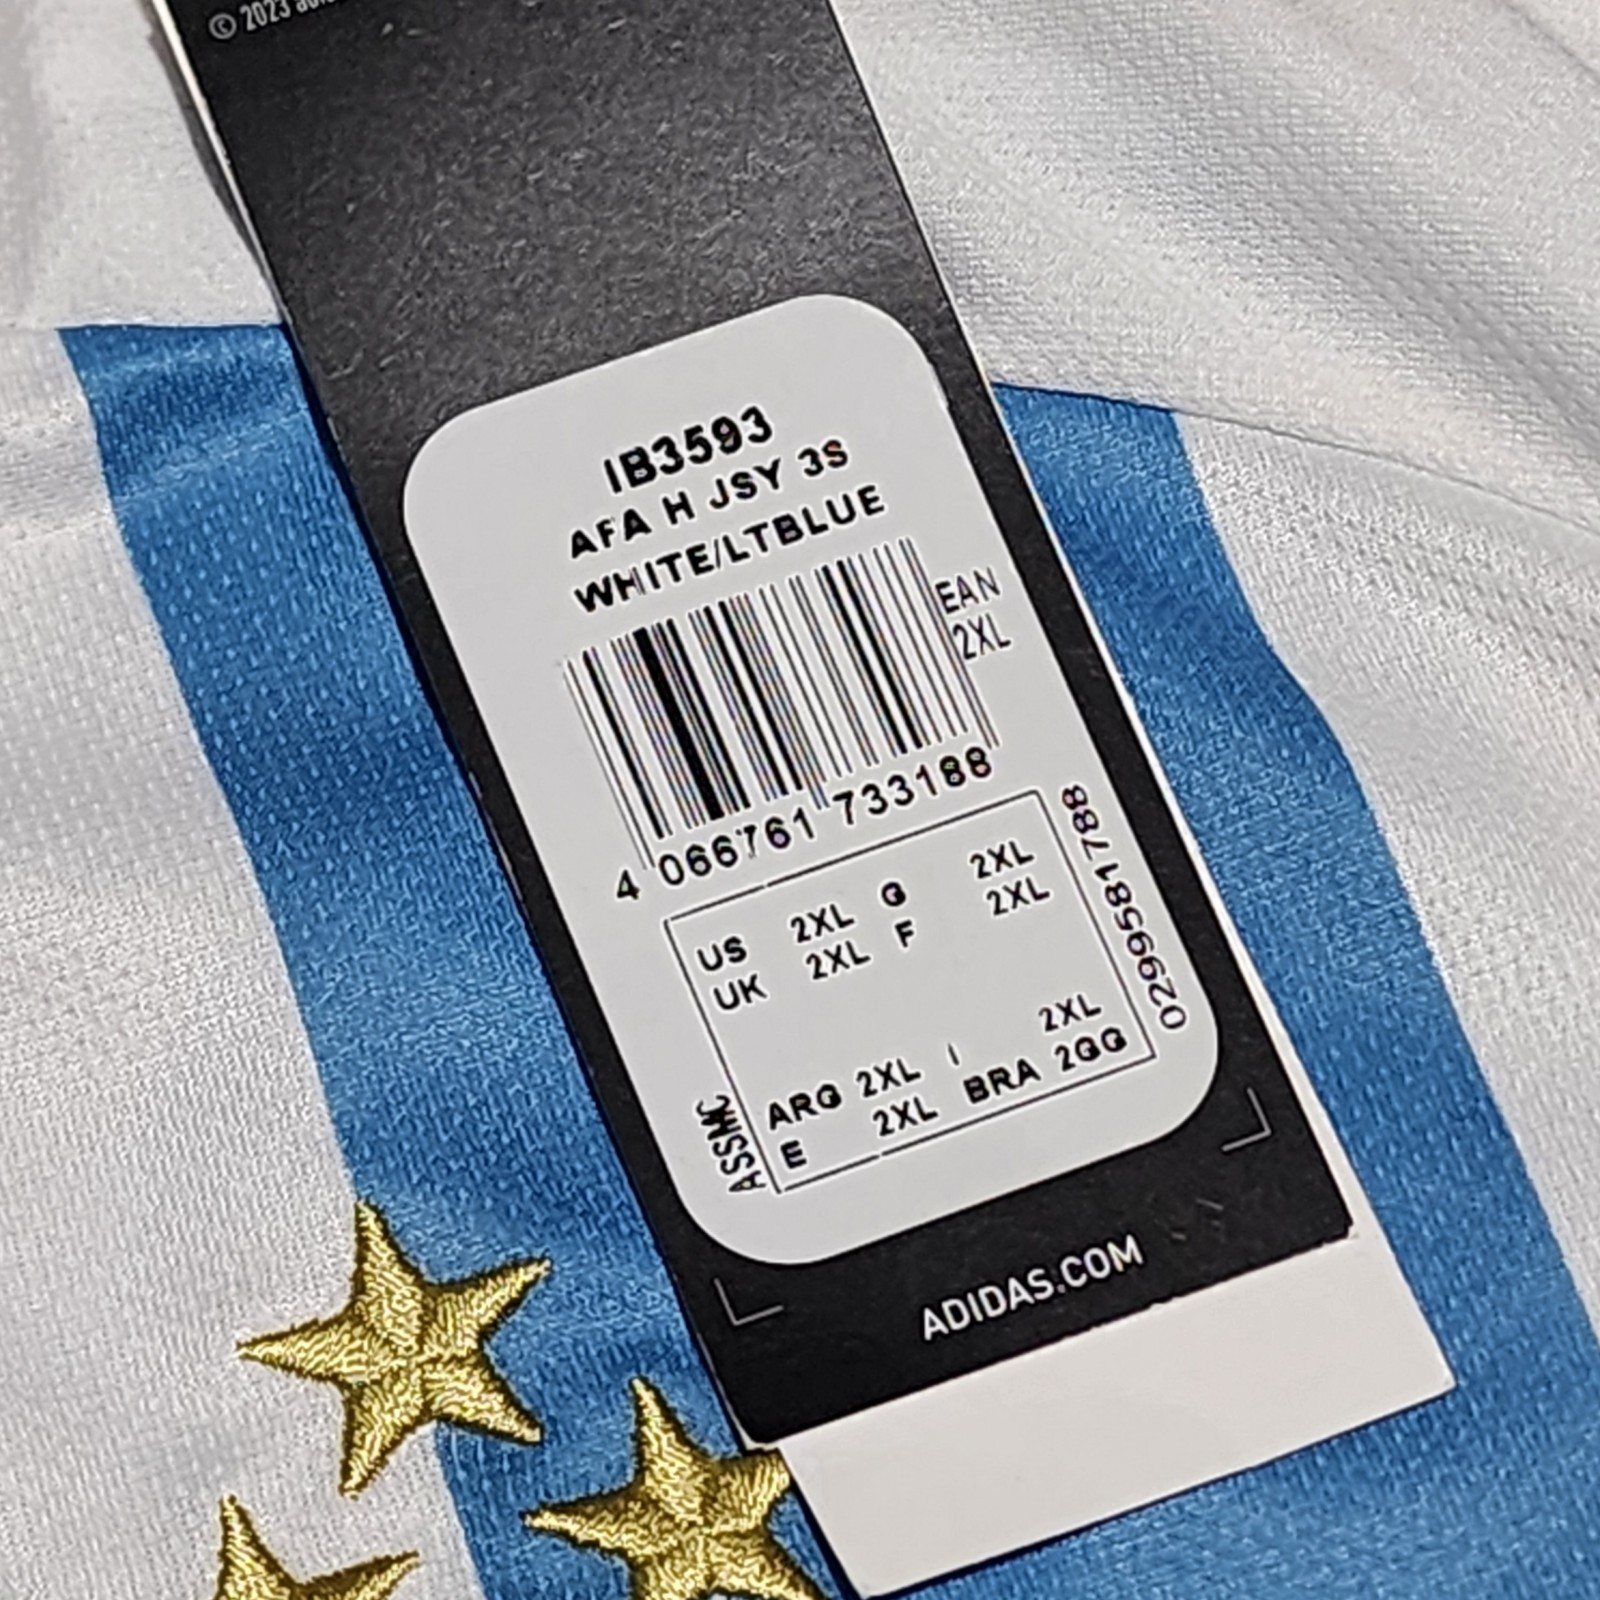 © 2023
IB3593
AFA H JSY 3S
WHITE/LTBLUE
EAN
2XL
4 066761 733188
US 2XL G 2XL
UK 2XL F 2XL
ARG 2XL I 2XL
E 2XL BRA 2GG
ASSMC
0299581788
ADIDAS.COM